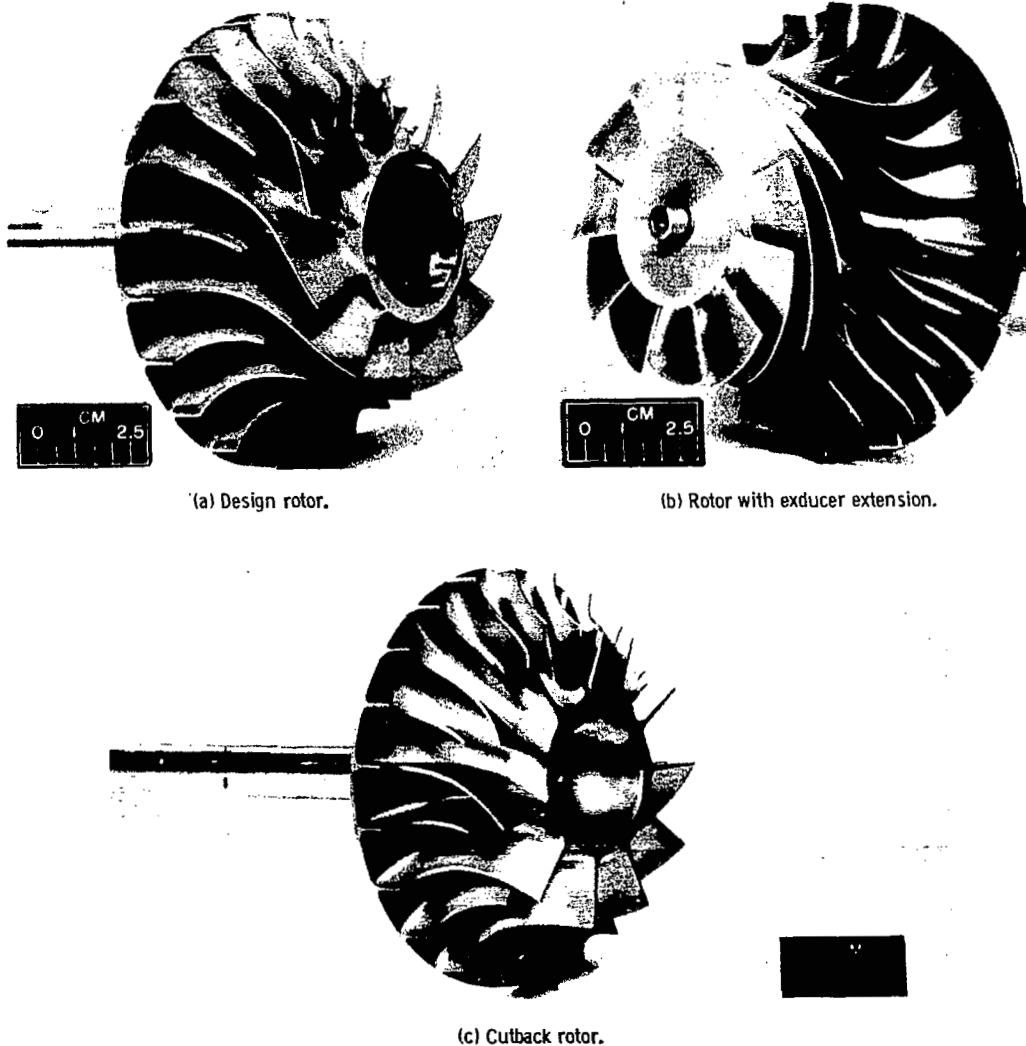 CM
0 2.5
CM
0 2.5
(a) Design rotor.
(b) Rotor with exducer extension.
(c) Cutback rotor.